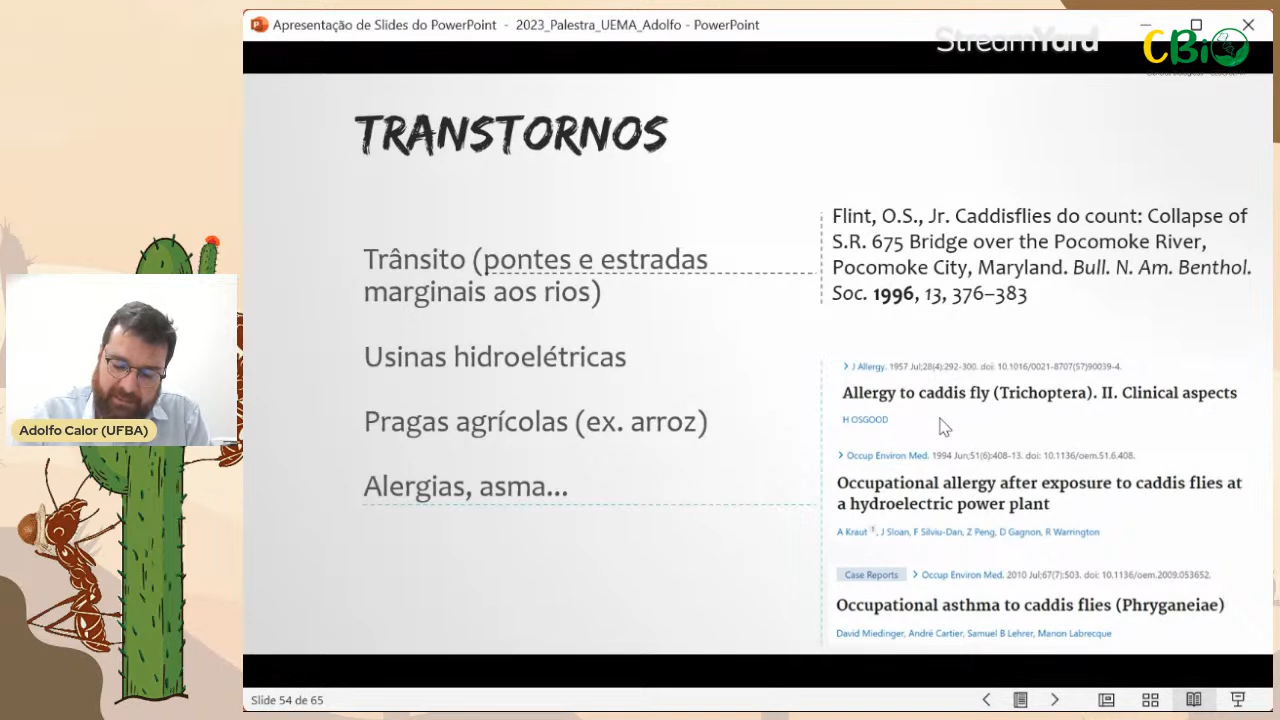 Apresentação de Slides do PowerPoint - 2023_Palestra_UEMA_Adolfo - PowerPoint
StreamYard
CBiO
TRANSTORNOS
Trânsito (pontes e estradas
marginais aos rios)
Usinas hidroelétricas
Pragas agrícolas (ex. arroz)
Alergias, asma...
Flint, O.S., Jr. Caddisflies do count: Collapse of
S.R. 675 Bridge over the Pocomoke River,
Pocomoke City, Maryland. Bull. N. Am. Benthol.
Soc. 1996, 13, 376–383
> J Allergy. 1957 Jul;28(4):292-300. doi: 10.1016/0021-8707(57)90039-4.
Allergy to caddis fly (Trichoptera). II. Clinical aspects
H OSGOOD
> Occup Environ Med. 1994 Jun;51(6):408-13. doi: 10.1136/oem.51.6.408.
Occupational allergy after exposure to caddis flies at
a hydroelectric power plant
A Kraut 1, J Sloan, F Silviu-Dan, Z Peng, D Gagnon, R Warrington
Case Reports > Occup Environ Med. 2010 Jul;67(7):503. doi: 10.1136/oem.2009.053652.
Occupational asthma to caddis flies (Phryganeiae)
David Miedinger, André Cartier, Samuel B Lehrer, Manon Labrecque
Adolfo Calor (UFBA)
Slide 54 de 65